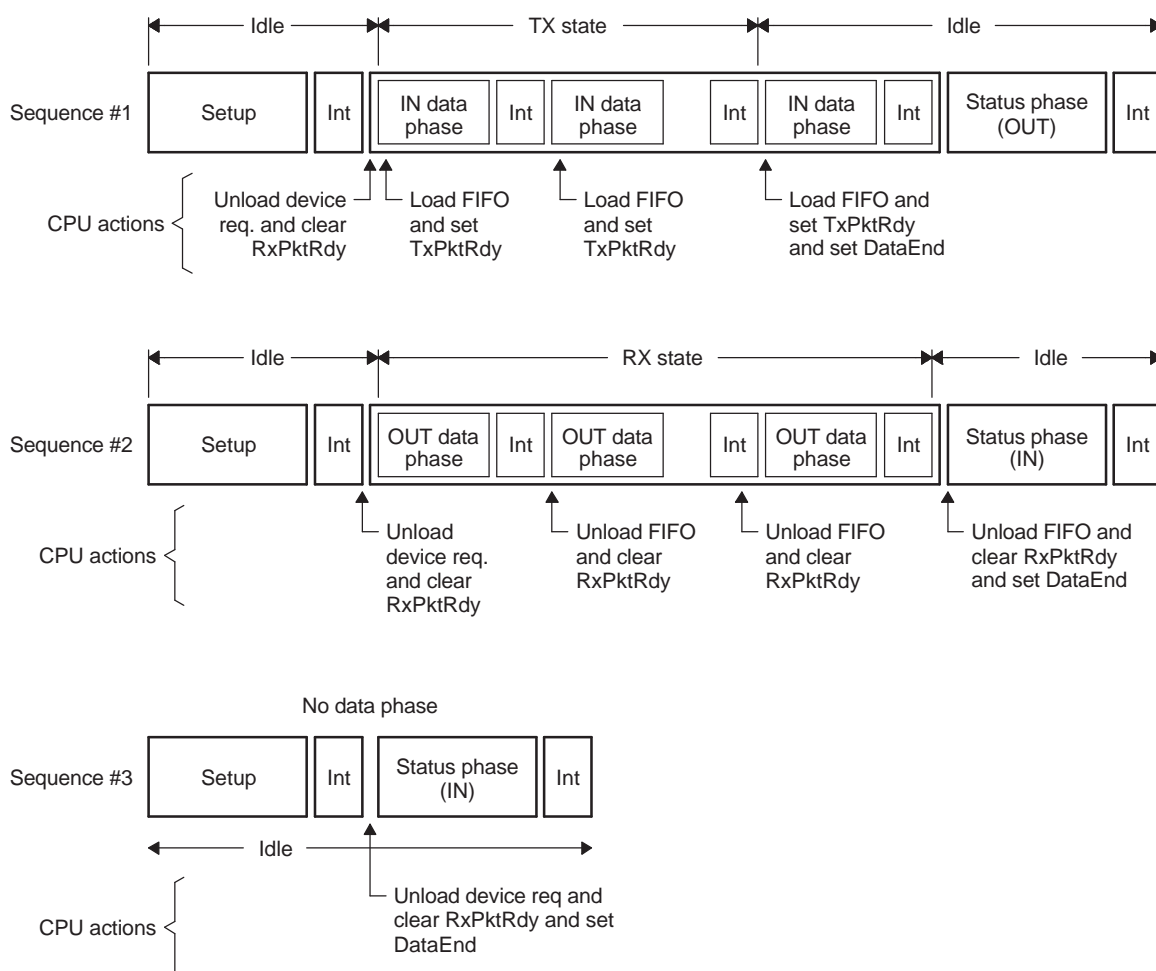 Idle TX state Idle
Sequence #1 Setup Int IN data phase Int IN data phase Int IN data phase Int Status phase (OUT) Int
CPU actions
Unload device
req. and clear
RxPktRdy
Load FIFO
and set
TxPktRdy
Load FIFO
and set
TxPktRdy
Load FIFO and
set TxPktRdy
and set DataEnd
Idle RX state Idle
Sequence #2 Setup Int OUT data phase Int OUT data phase Int OUT data phase Int Status phase (IN) Int
CPU actions
Unload
device req.
and clear
RxPktRdy
Unload FIFO
and clear
RxPktRdy
Unload FIFO
and clear
RxPktRdy
Unload FIFO and
clear RxPktRdy
and set DataEnd
No data phase
Sequence #3 Setup Int Status phase (IN) Int
Idle
CPU actions
Unload device req and
clear RxPktRdy and set
DataEnd